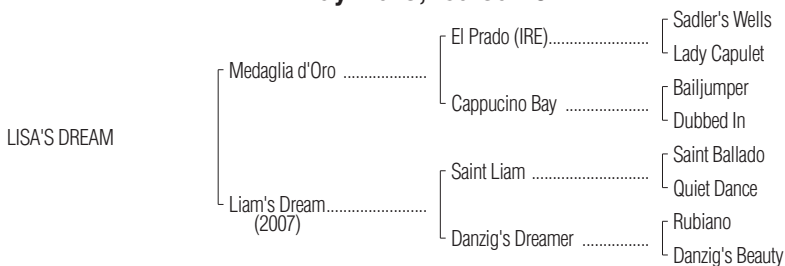 Sadler's Wells
El Prado (IRE)......................
Lady Capulet
Medaglia d'Oro ...................
Bailjumper
Cappucino Bay ...................
Dubbed In
LISA'S DREAM
Saint Ballado
Saint Liam ..........................
Quiet Dance
Liam's Dream.......................
(2007)
Rubiano
Danzig's Dreamer ...............
Danzig's Beauty